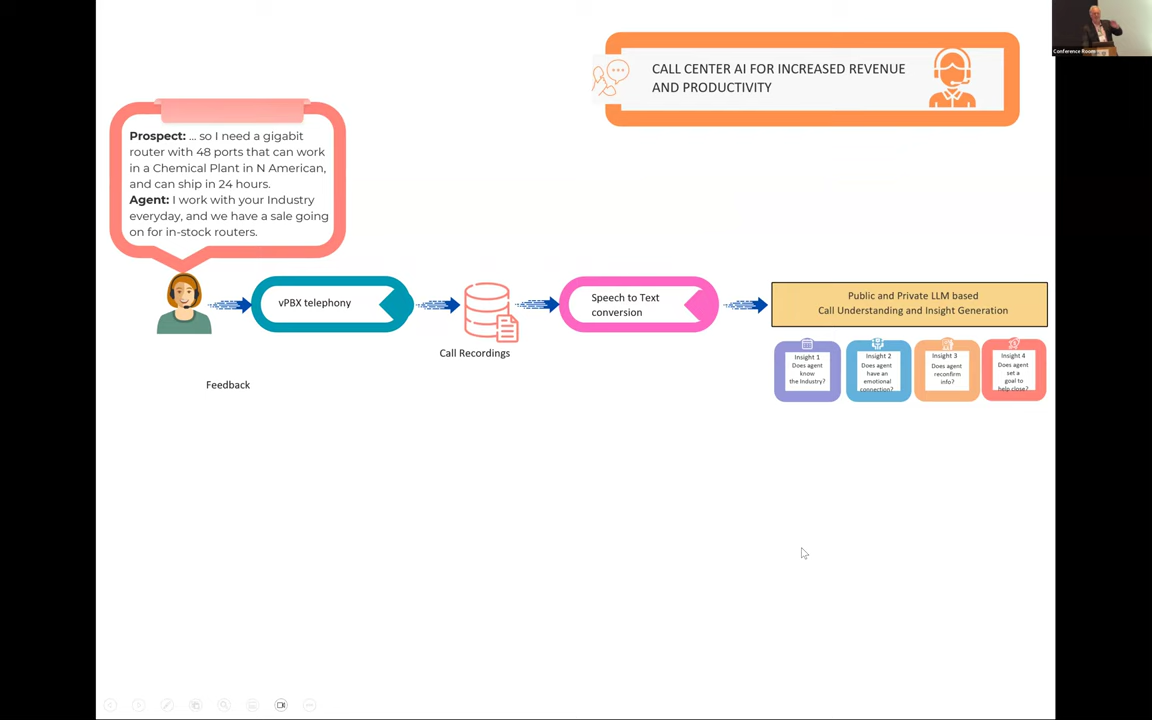 Conference Room
CALL CENTER AI FOR INCREASED REVENUE
AND PRODUCTIVITY
Prospect: ... so I need a gigabit
router with 48 ports that can work
in a Chemical Plant in N American,
and can ship in 24 hours.
Agent: I work with your Industry
everyday, and we have a sale going
on for in-stock routers.
vPBX telephony
Call Recordings
Speech to Text
conversion
Public and Private LLM based
Call Understanding and Insight Generation
Insight 1
Does agent
know
the Industry?
Insight 2
Does agent
have an
emotional
connection?
Insight 3
Does agent
reconfirm
info?
Insight 4
Does agent
set a
goal to
help close?
Feedback